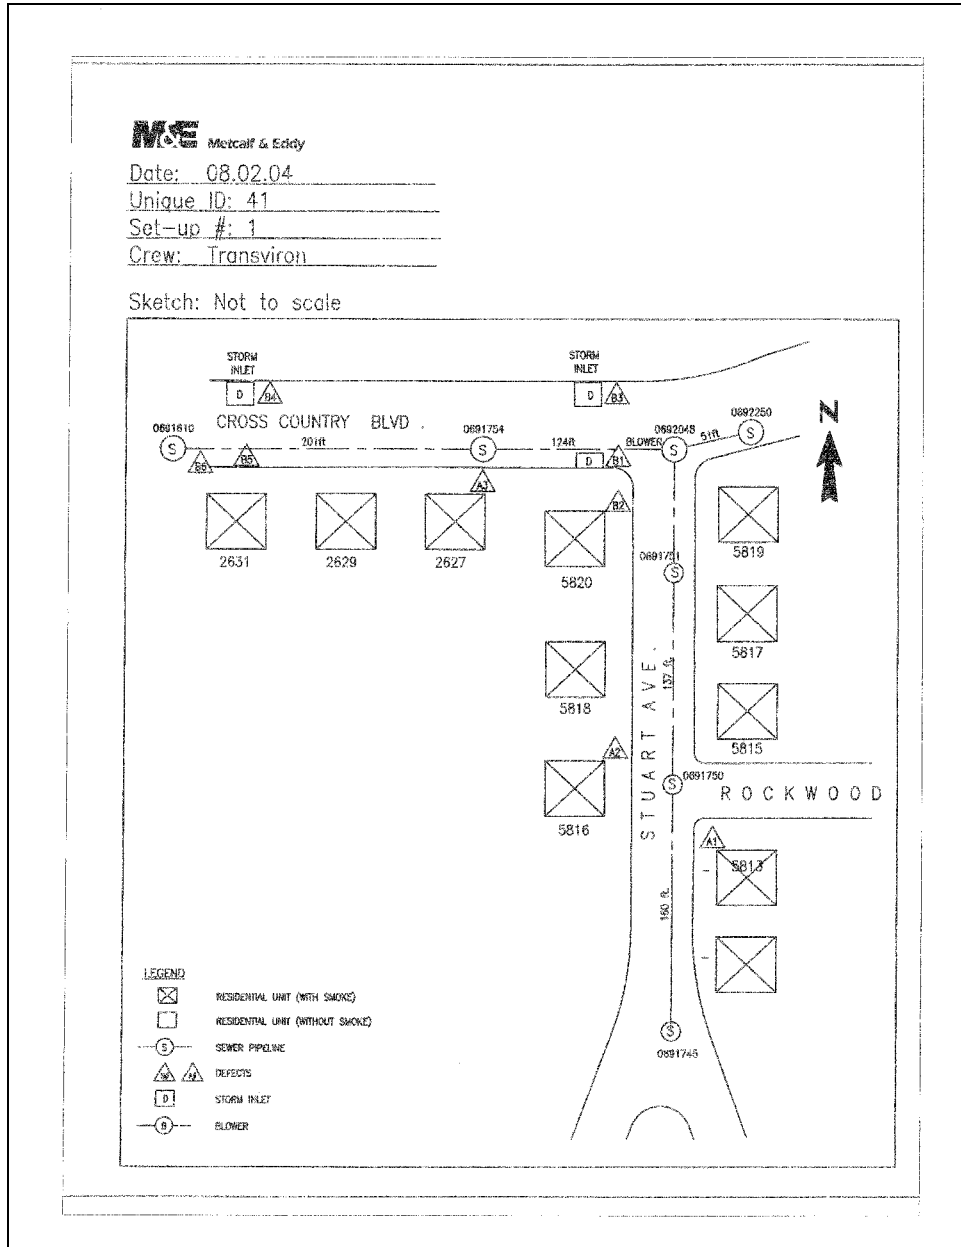 M&E Metcalf & Eddy
Date: 08.02.04
Unique ID: 41
Set-up #: 1
Crew: Transviron
Sketch: Not to scale
STORM INLET
STORM INLET
D B4
D B3
CROSS COUNTRY BLVD.
0691610
S
201ft
0691754
S
124ft
BLOWER
0692048
S
51ft
0692250
S
N
B6
B5
D B1
A3
B2
2631
2629
2627
5820
5819
0691751
S
5817
5818
STUART AVE.
137 ft.
5815
A2
0691750
S
ROCKWOOD
5816
A1
5813
160 ft.
S
0691745
LEGEND
RESIDENTIAL UNIT (WITH SMOKE)
RESIDENTIAL UNIT (WITHOUT SMOKE)
S SEWER PIPELINE
DEFECTS
D STORM INLET
B BLOWER